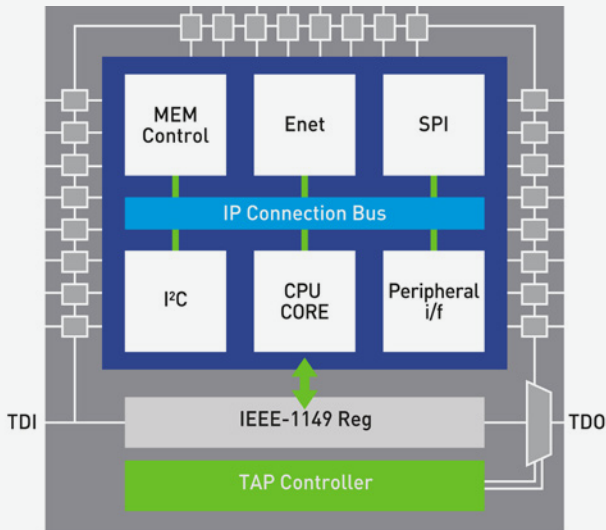 MEM
Control
Enet
SPI
IP Connection Bus
I²C
CPU
CORE
Peripheral
i/f
TDI
IEEE-1149 Reg
TDO
TAP Controller